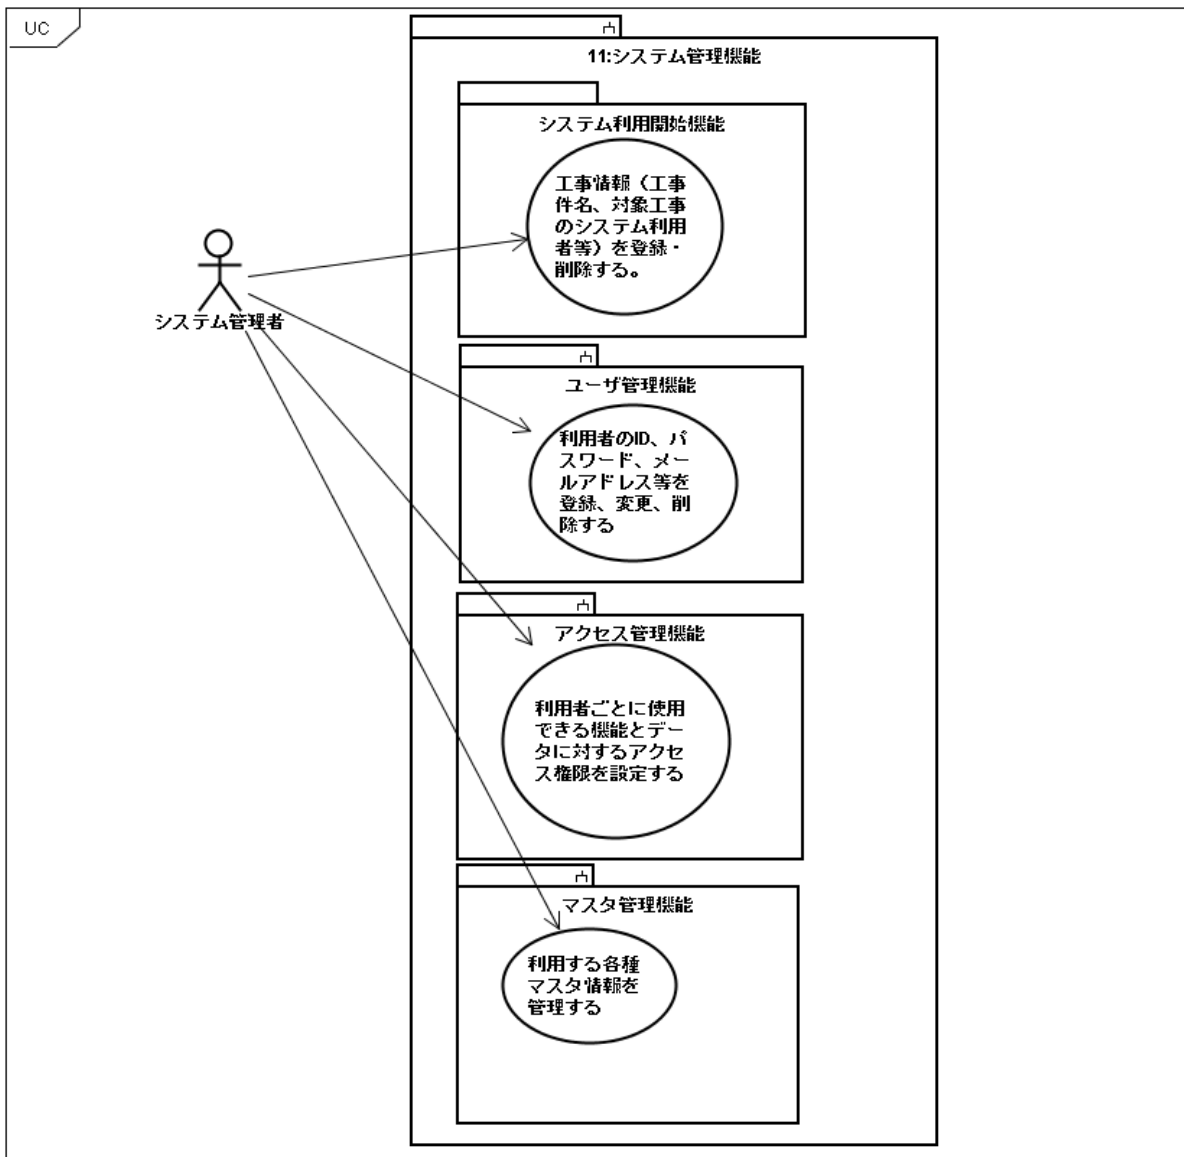 UC
11:システム管理機能
システム利用開始機能
工事情報（工事
件名、対象工事
のシステム利用
者等）を登録・
削除する。
システム管理者
ユーザ管理機能
利用者のID、パ
スワード、メー
ルアドレス等を
登録、変更、削
除する
アクセス管理機能
利用者ごとに使用
できる機能とデー
タに対するアクセ
ス権限を設定する
マスタ管理機能
利用する各種
マスタ情報を
管理する